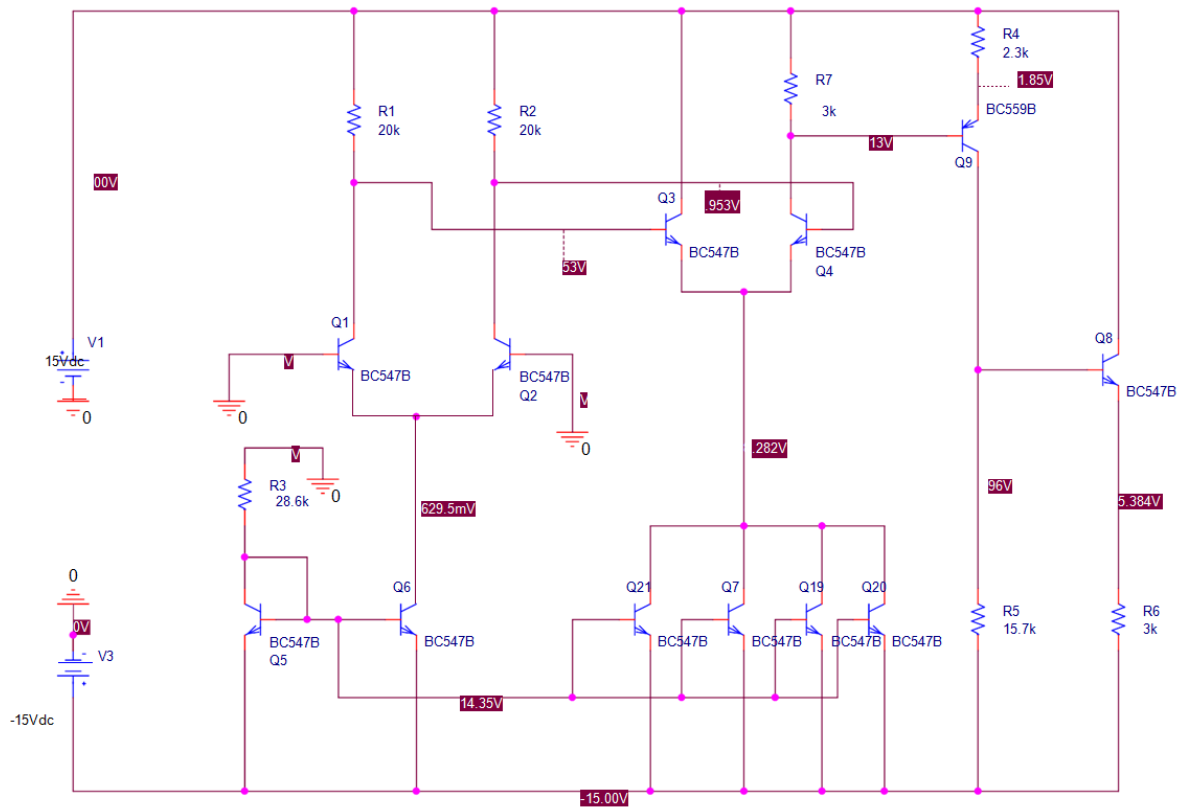 R4
2.3k
1.85V
R7
3k
BC559B
R1
20k
R2
20k
13V
Q9
00V
Q3
.953V
BC547B
BC547B
Q4
53V
Q1
V1
15Vdc
Q8
V
BC547B
Q2
BC547B
BC547B
V
0
0
0
.282V
V
R3
28.6k
0
629.5mV
96V
5.384V
0
Q6
Q21
Q7
Q19
Q20
0V
R5
15.7k
R6
3k
BC547B
Q5
BC547B
BC547B
BC547B
BC547B
BC547B
V3
14.35V
-15Vdc
-15.00V